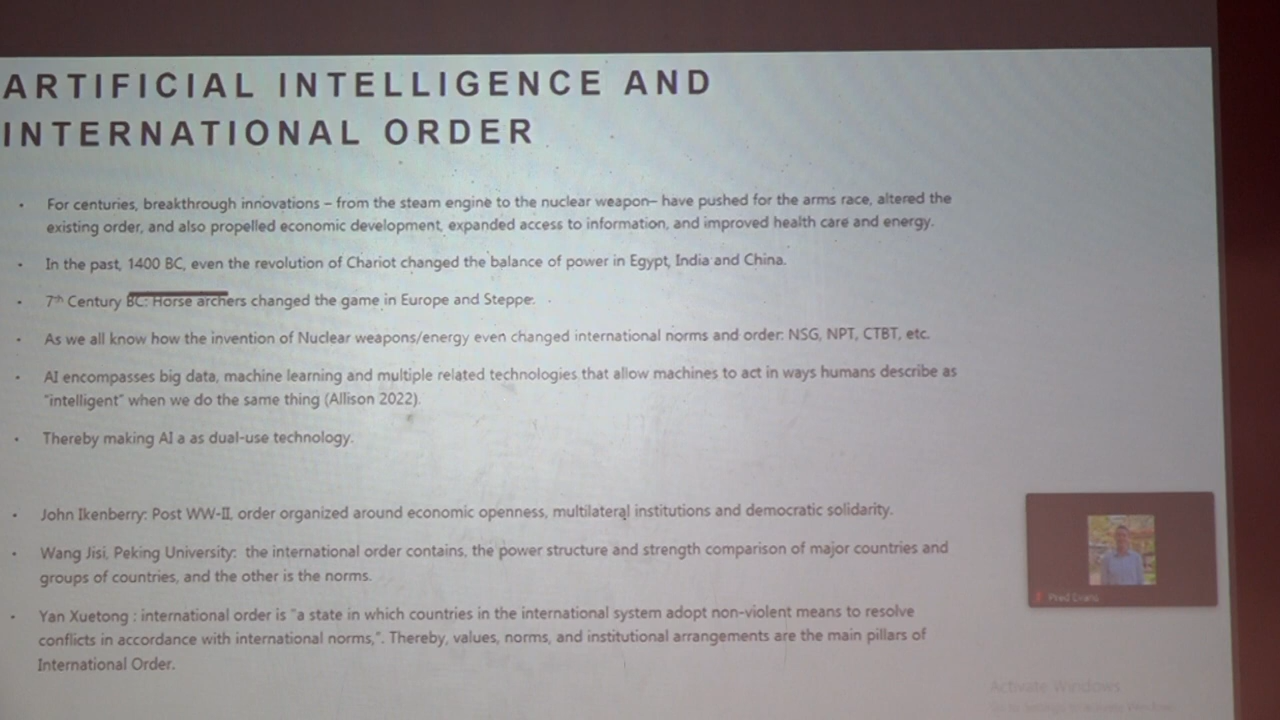 ARTIFICIAL INTELLIGENCE AND
INTERNATIONAL ORDER
• For centuries, breakthrough innovations – from the steam engine to the nuclear weapon– have pushed for the arms race, altered the
existing order, and also propelled economic development, expanded access to information, and improved health care and energy.
• In the past, 1400 BC, even the revolution of Chariot changed the balance of power in Egypt, India and China.
• 7th Century BC: Horse archers changed the game in Europe and Steppe.
• As we all know how the invention of Nuclear weapons/energy even changed international norms and order: NSG, NPT, CTBT, etc.
• AI encompasses big data, machine learning and multiple related technologies that allow machines to act in ways humans describe as
"intelligent" when we do the same thing (Allison 2022).
• Thereby making AI a as dual-use technology.
• John Ikenberry: Post WW-II, order organized around economic openness, multilateral institutions and democratic solidarity.
• Wang Jisi, Peking University: the international order contains, the power structure and strength comparison of major countries and
groups of countries, and the other is the norms.
• Yan Xuetong : international order is "a state in which countries in the international system adopt non-violent means to resolve
conflicts in accordance with international norms,". Thereby, values, norms, and institutional arrangements are the main pillars of
International Order.
Activate Windows